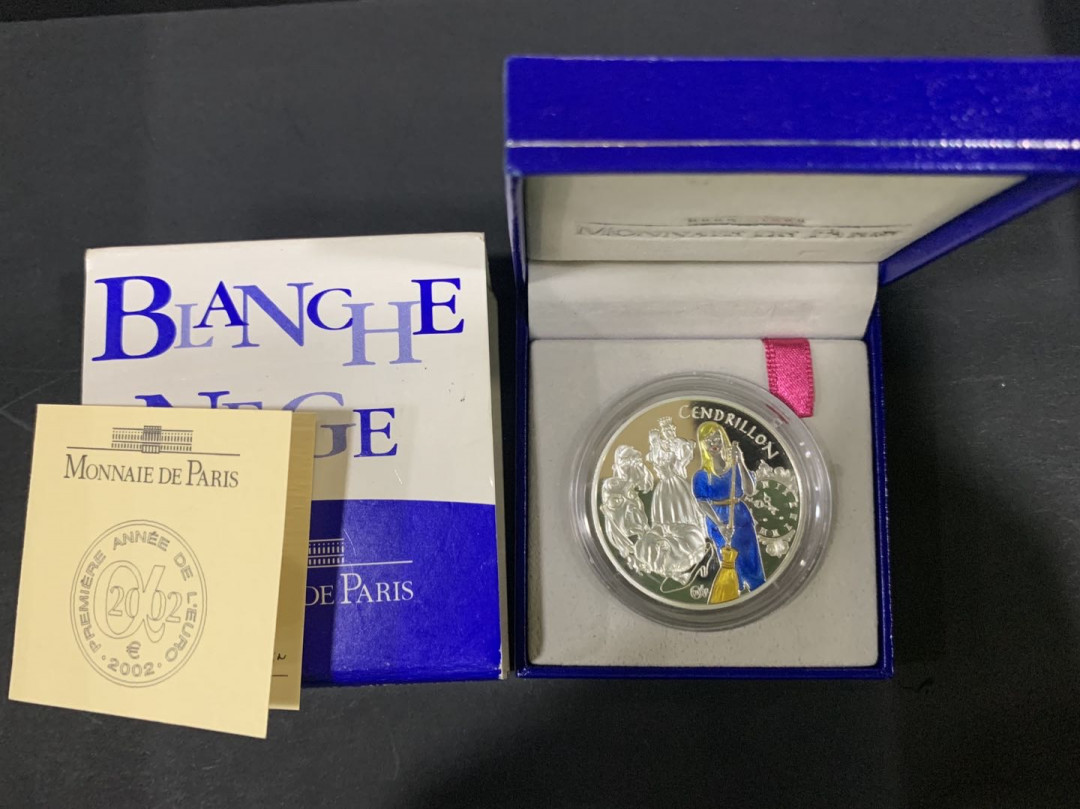 BLANCHE
NEIGE
DE PARIS
MONNAIE DE PARIS
PREMIÈRE ANNÉE DE L'EURO
2002
€
· 2002 ·
MONNAIE DE PARIS
CENDRILLON